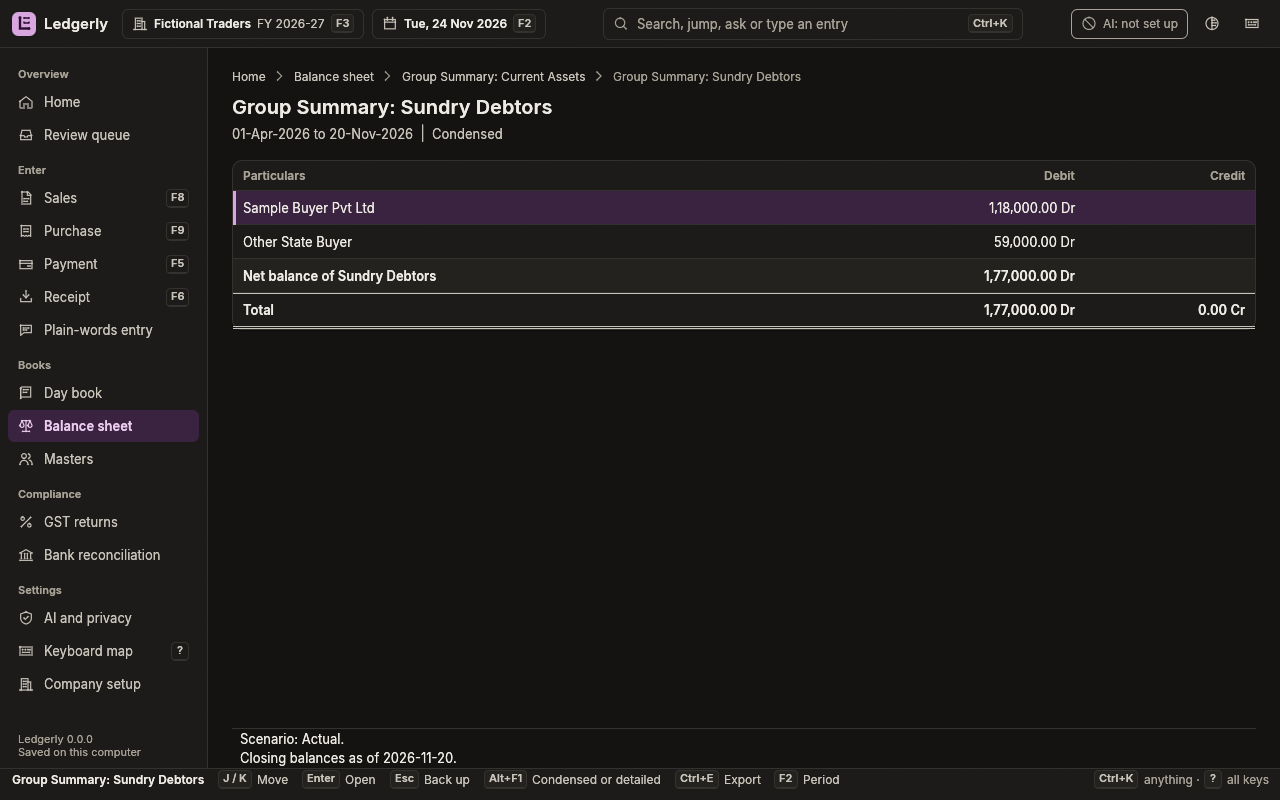 Ledgerly
Fictional Traders FY 2026-27 F3
Tue, 24 Nov 2026 F2
Search, jump, ask or type an entry Ctrl+K
AI: not set up
Overview
Home
Review queue
Enter
Sales F8
Purchase F9
Payment F5
Receipt F6
Plain-words entry
Books
Day book
Balance sheet
Masters
Compliance
GST returns
Bank reconciliation
Settings
AI and privacy
Keyboard map ?
Company setup
Ledgerly 0.0.0
Saved on this computer
Home > Balance sheet > Group Summary: Current Assets > Group Summary: Sundry Debtors
Group Summary: Sundry Debtors
01-Apr-2026 to 20-Nov-2026 | Condensed
Particulars Debit Credit
Sample Buyer Pvt Ltd 1,18,000.00 Dr
Other State Buyer 59,000.00 Dr
Net balance of Sundry Debtors 1,77,000.00 Dr
Total 1,77,000.00 Dr 0.00 Cr
Scenario: Actual.
Closing balances as of 2026-11-20.
Group Summary: Sundry Debtors J / K Move Enter Open Esc Back up Alt+F1 Condensed or detailed Ctrl+E Export F2 Period Ctrl+K anything · ? all keys